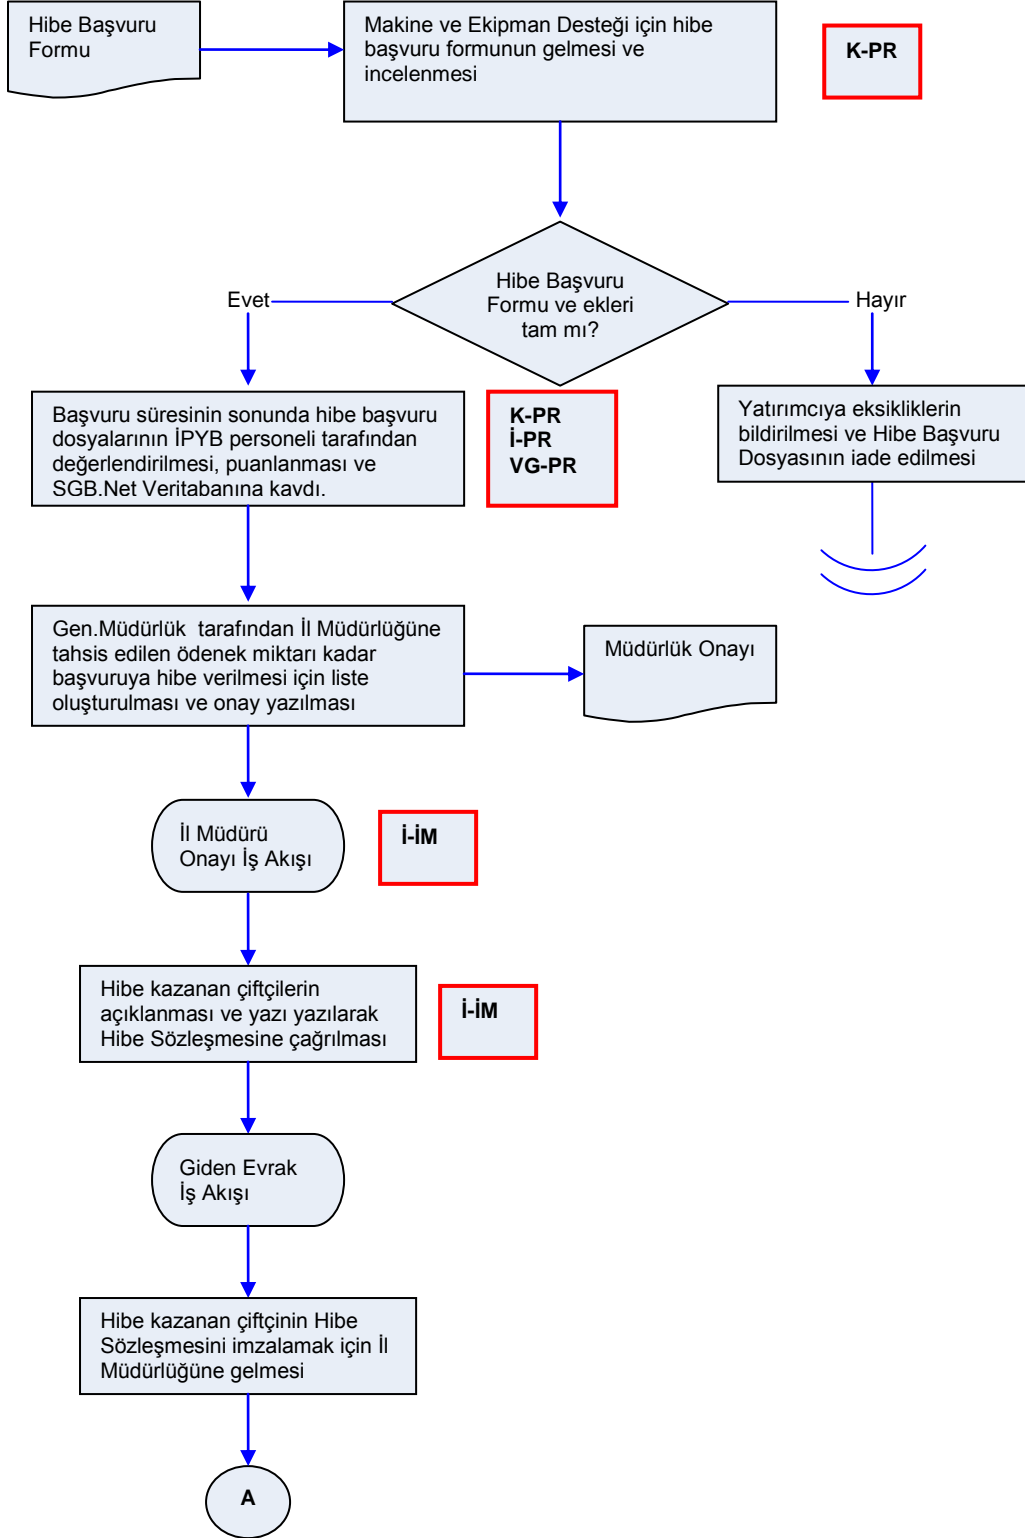 Hibe Başvuru
Formu
Makine ve Ekipman Desteği için hibe
başvuru formunun gelmesi ve
incelenmesi
K-PR
Hibe Başvuru
Formu ve ekleri
tam mı?
Evet
Hayır
Başvuru süresinin sonunda hibe başvuru
dosyalarının İPYB personeli tarafından
değerlendirilmesi, puanlanması ve
SGB.Net Veritabanına kavdı.
K-PR
İ-PR
VG-PR
Yatırımcıya eksikliklerin
bildirilmesi ve Hibe Başvuru
Dosyasının iade edilmesi
Gen.Müdürlük  tarafından İl Müdürlüğüne
tahsis edilen ödenek miktarı kadar
başvuruya hibe verilmesi için liste
oluşturulması ve onay yazılması
Müdürlük Onayı
İl Müdürü
Onayı İş Akışı
İ-İM
Hibe kazanan çiftçilerin
açıklanması ve yazı yazılarak
Hibe Sözleşmesine çağrılması
İ-İM
Giden Evrak
İş Akışı
Hibe kazanan çiftçinin Hibe
Sözleşmesini imzalamak için İl
Müdürlüğüne gelmesi
A